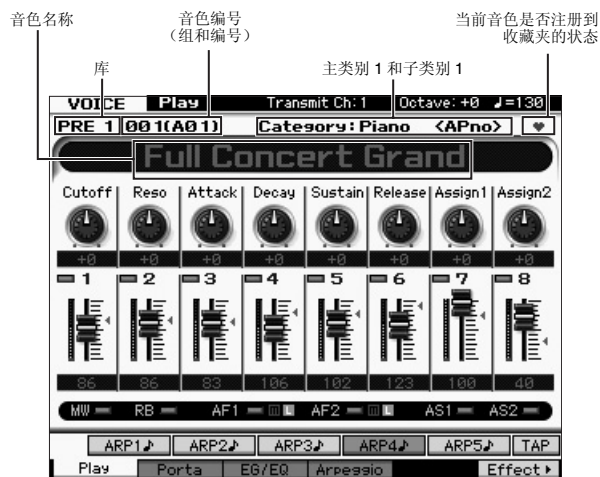 音色名称
音色编号
（组和编号）
当前音色是否注册到
收藏夹的状态
库
主类别 1 和子类别 1
VOICE Play Transmit Ch: 1 Octave: +0 ♩=130
PRE 1 001(A01) Category: Piano <APno> ♥
Full Concert Grand
Cutoff Reso Attack Decay Sustain Release Assign1 Assign2
+0 +0 +0 +0 +0 +0 +0 +0
1 2 3 4 5 6 7 8
86 86 83 106 102 123 100 40
MW RB AF1 m L AF2 m L AS1 AS2
ARP1♪ ARP2♪ ARP3♪ ARP4♪ ARP5♪ TAP
Play Porta EG/EQ Arpeggio Effect